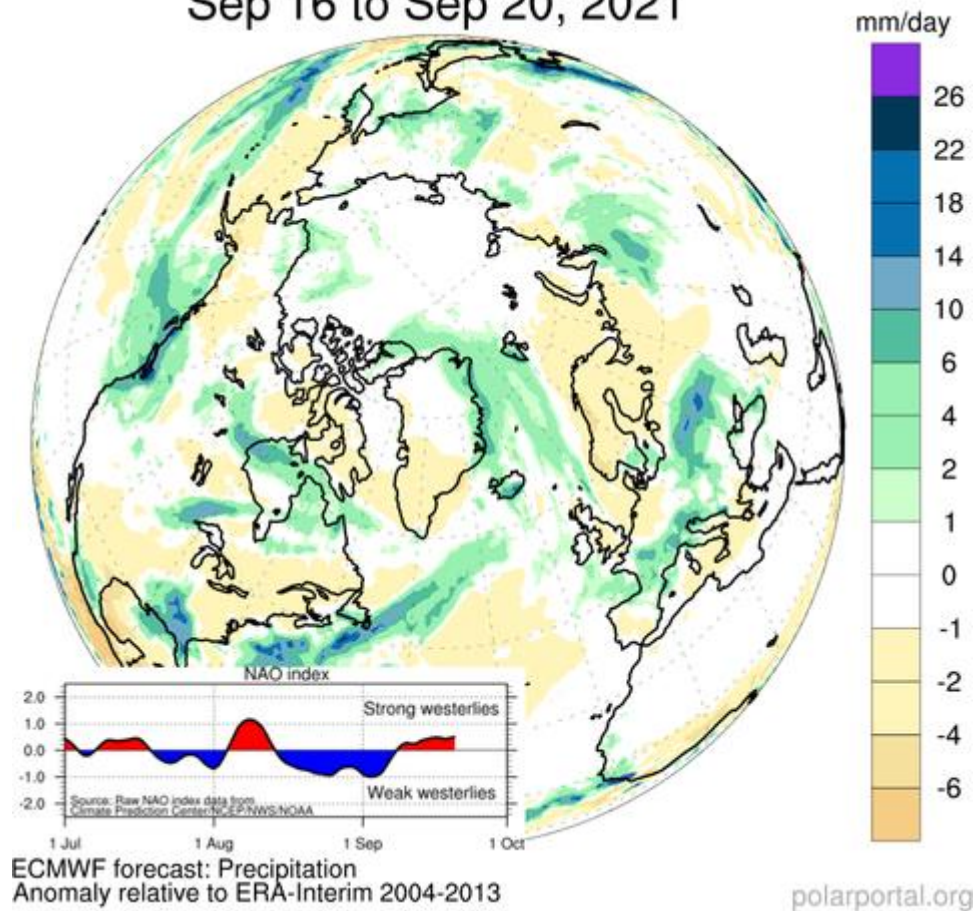 Sep 16 to Sep 20, 2021
mm/day
26
22
18
14
10
6
4
2
1
0
-1
-2
-4
-6
NAO index
2.0
1.0
0.0
-1.0
-2.0
Strong westerlies
Weak westerlies
Source: Raw NAO index data from
Climate Prediction Center/NCEP/NWS/NOAA
1 Jul
1 Aug
1 Sep
1 Oct
ECMWF forecast: Precipitation
Anomaly relative to ERA-Interim 2004-2013
polarportal.org